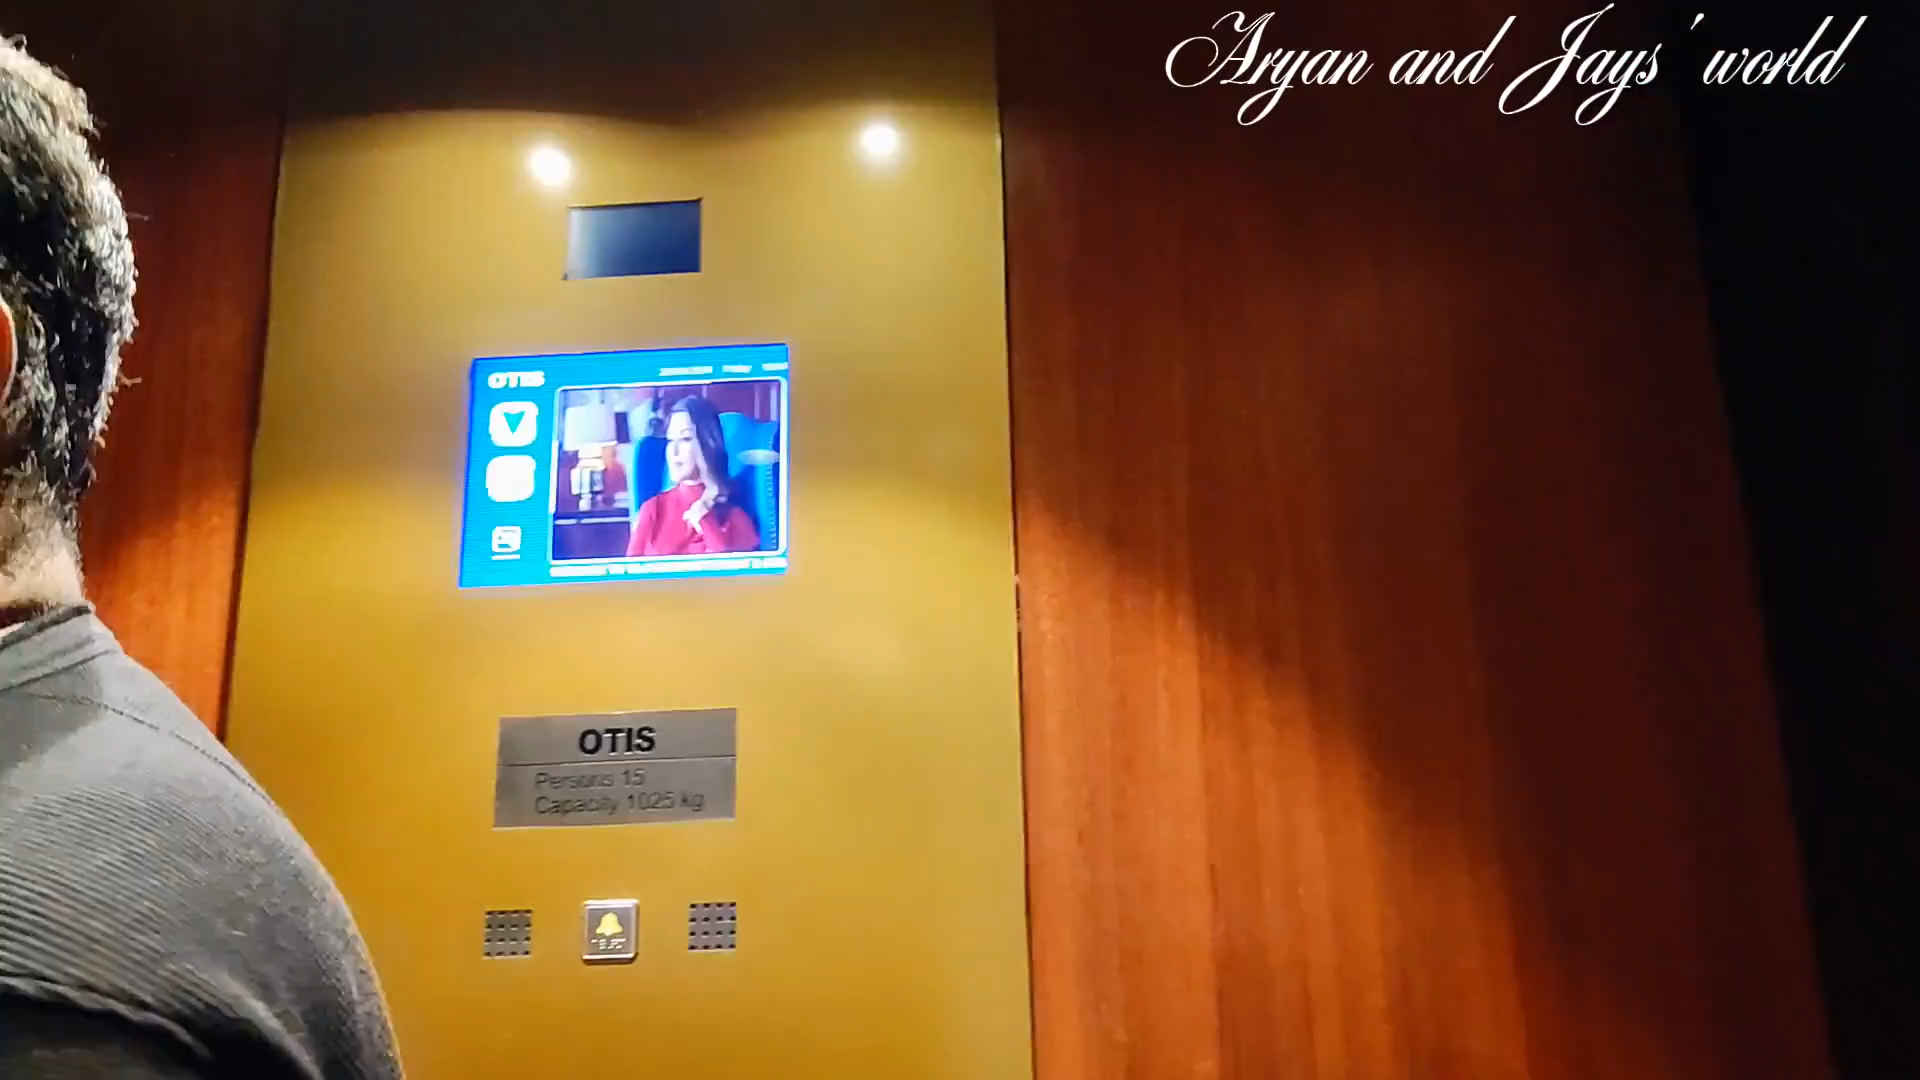 Aryan and Jays' world
OTIS
OTIS
Persons 15
Capacity 1025 kg